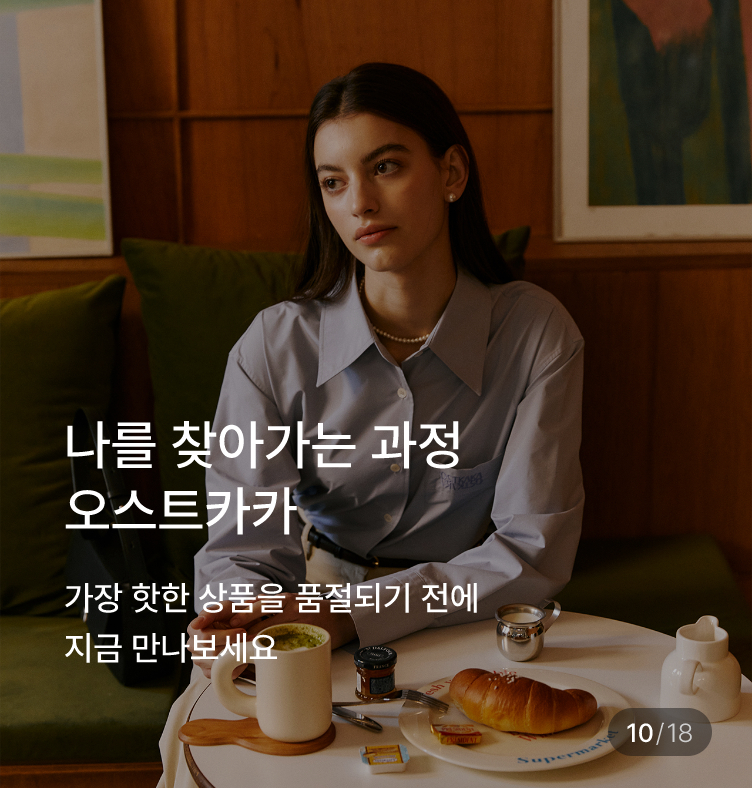 나를 찾아가는 과정
오스트카카
가장 핫한 상품을 품절되기 전에
지금 만나보세요
Supermarkt
10/18